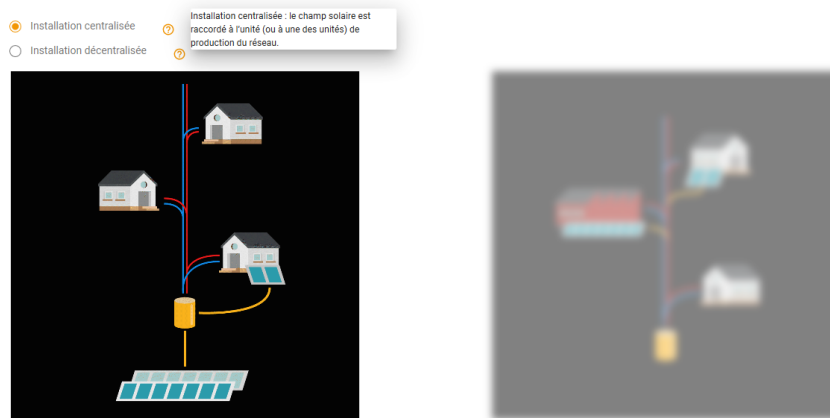 Installation centralisée
Installation décentralisée
Installation centralisée : le champ solaire est
raccordé à l'unité (ou à une des unités) de
production du réseau.